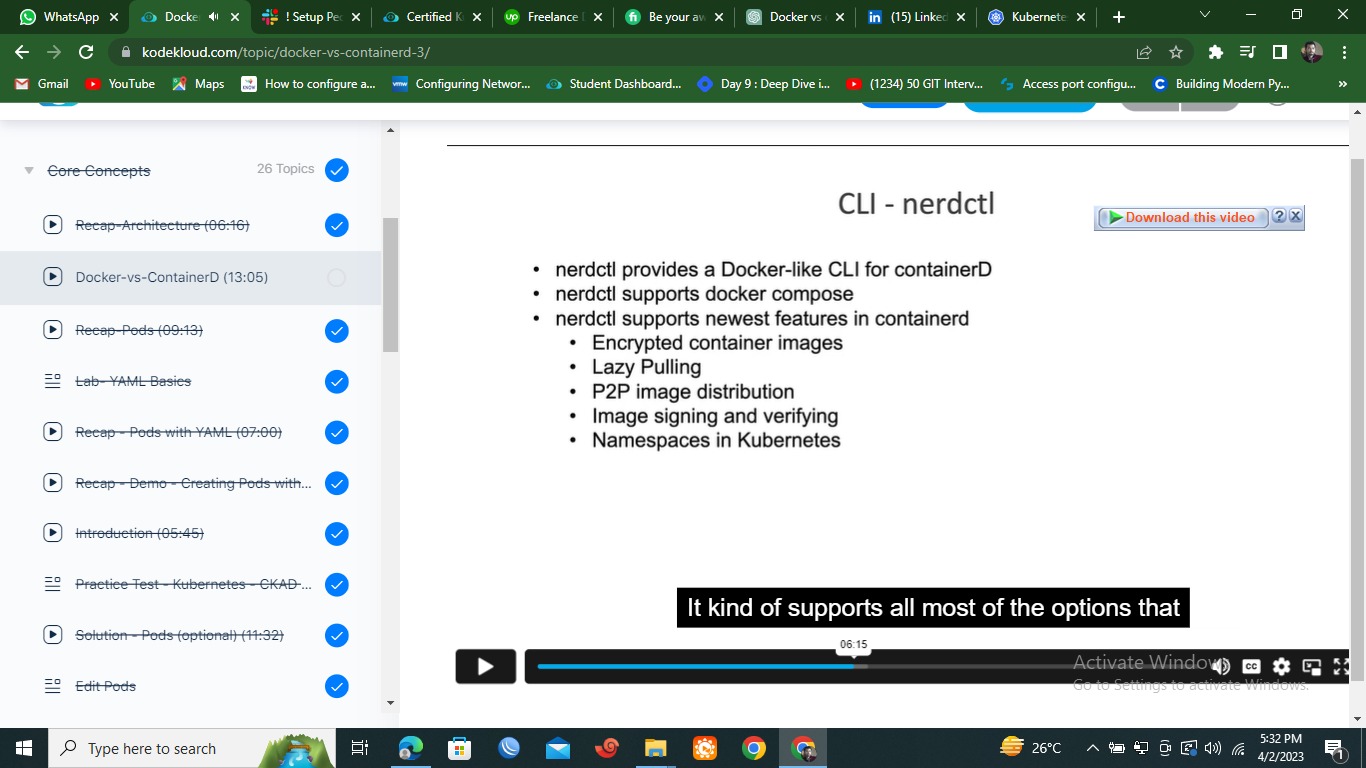 WhatsApp
Docke
! Setup Pec
Certified K
Freelance
Be your aw
Docker vs
(15) Linked
Kubernete
kodekloud.com/topic/docker-vs-containerd-3/
Gmail
YouTube
Maps
How to configure a...
Configuring Networ...
Student Dashboard...
Day 9 : Deep Dive i...
(1234) 50 GIT Interv...
Access port configu...
Building Modern Py...
»
Core Concepts
26 Topics
Recap-Architecture (06:16)
Docker-vs-ContainerD (13:05)
Recap-Pods (09:13)
Lab- YAML Basics
Recap - Pods with YAML (07:00)
Recap - Demo - Creating Pods with...
Introduction (05:45)
Practice Test - Kubernetes - CKAD ...
Solution - Pods (optional) (11:32)
Edit Pods
CLI - nerdctl
Download this video
• nerdctl provides a Docker-like CLI for containerD
• nerdctl supports docker compose
• nerdctl supports newest features in containerd
• Encrypted container images
• Lazy Pulling
• P2P image distribution
• Image signing and verifying
• Namespaces in Kubernetes
It kind of supports all most of the options that
06:15
CC
Activate Windows
Go to Settings to activate Windows.
Type here to search
26°C
5:32 PM
4/2/2023
1